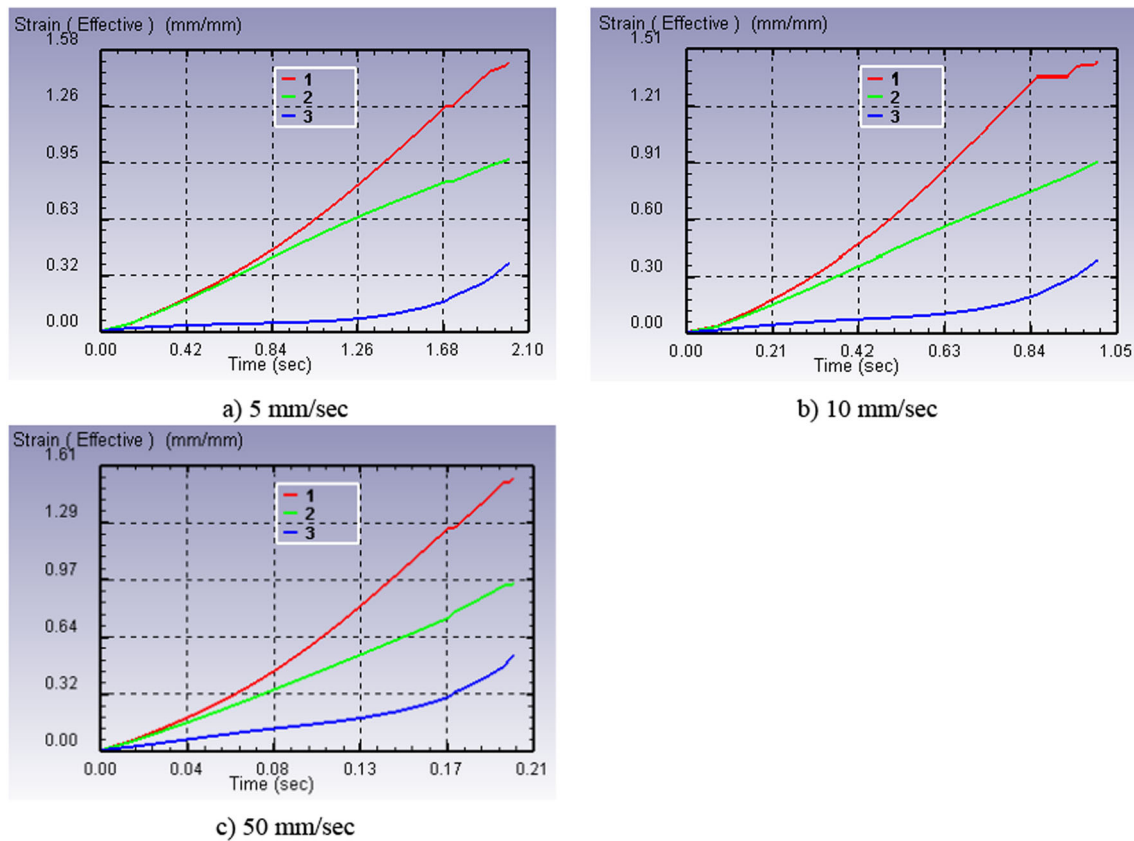 Strain ( Effective ) (mm/mm)
1.58
1.26
0.95
0.63
0.32
0.00
1
2
3
0.00 0.42 0.84 1.26 1.68 2.10
Time (sec)
a) 5 mm/sec
Strain ( Effective ) (mm/mm)
1.51
1.21
0.91
0.60
0.30
0.00
1
2
3
0.00 0.21 0.42 0.63 0.84 1.05
Time (sec)
b) 10 mm/sec
Strain ( Effective ) (mm/mm)
1.61
1.29
0.97
0.64
0.32
0.00
1
2
3
0.00 0.04 0.08 0.13 0.17 0.21
Time (sec)
c) 50 mm/sec